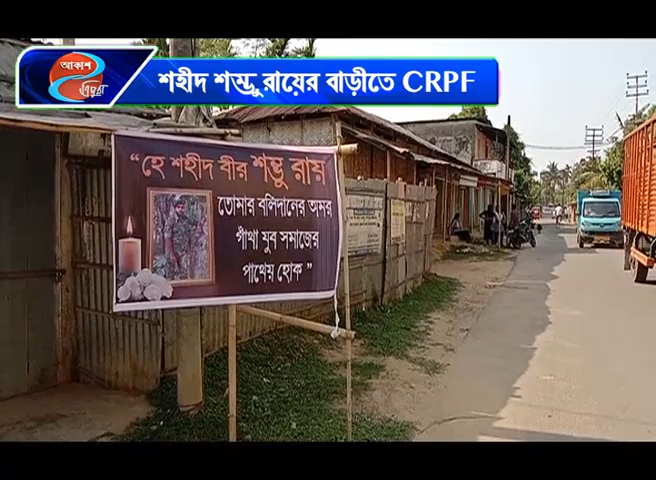 আকাশ
ত্রিপুরা
শহীদ শম্ভু রায়ের বাড়ীতে CRPF
“হে শহীদ বীর শম্ভু রায়
তোমার বলিদানের অমর
গাঁথা যুব সমাজের
পাথেয় হোক”